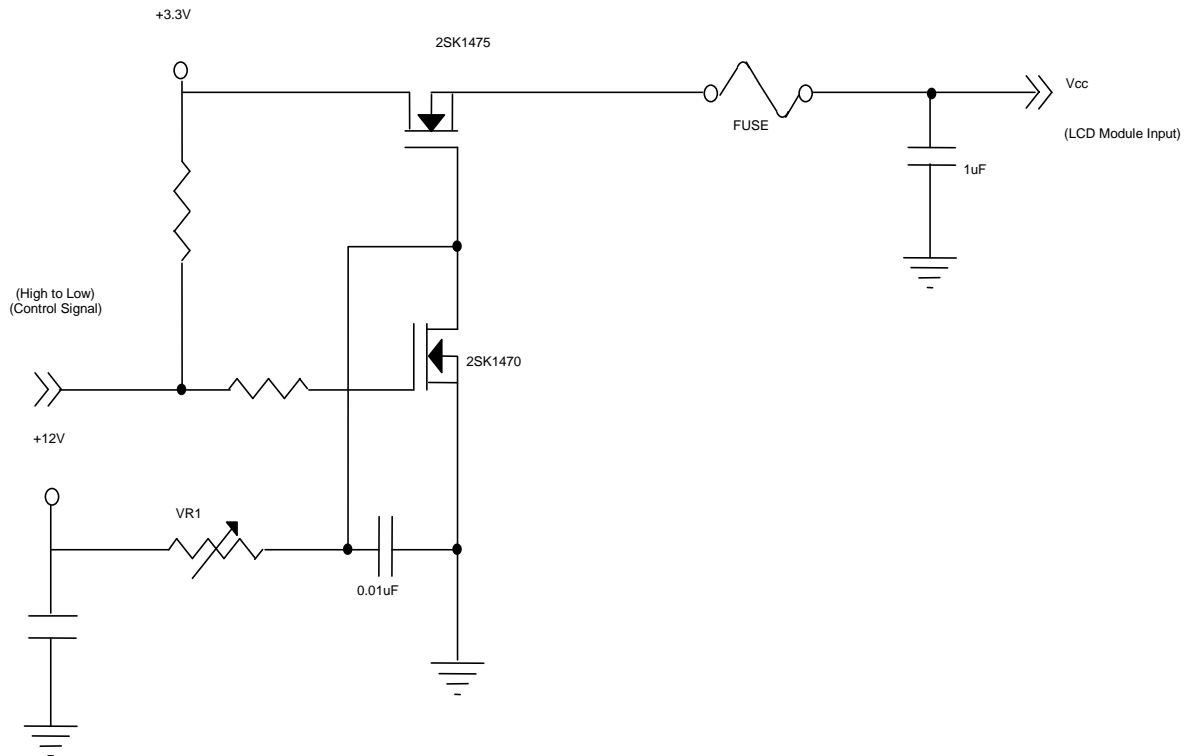 +3.3V
2SK1475
Vcc
FUSE
(LCD Module Input)
1uF
(High to Low)
(Control Signal)
2SK1470
+12V
VR1
0.01uF